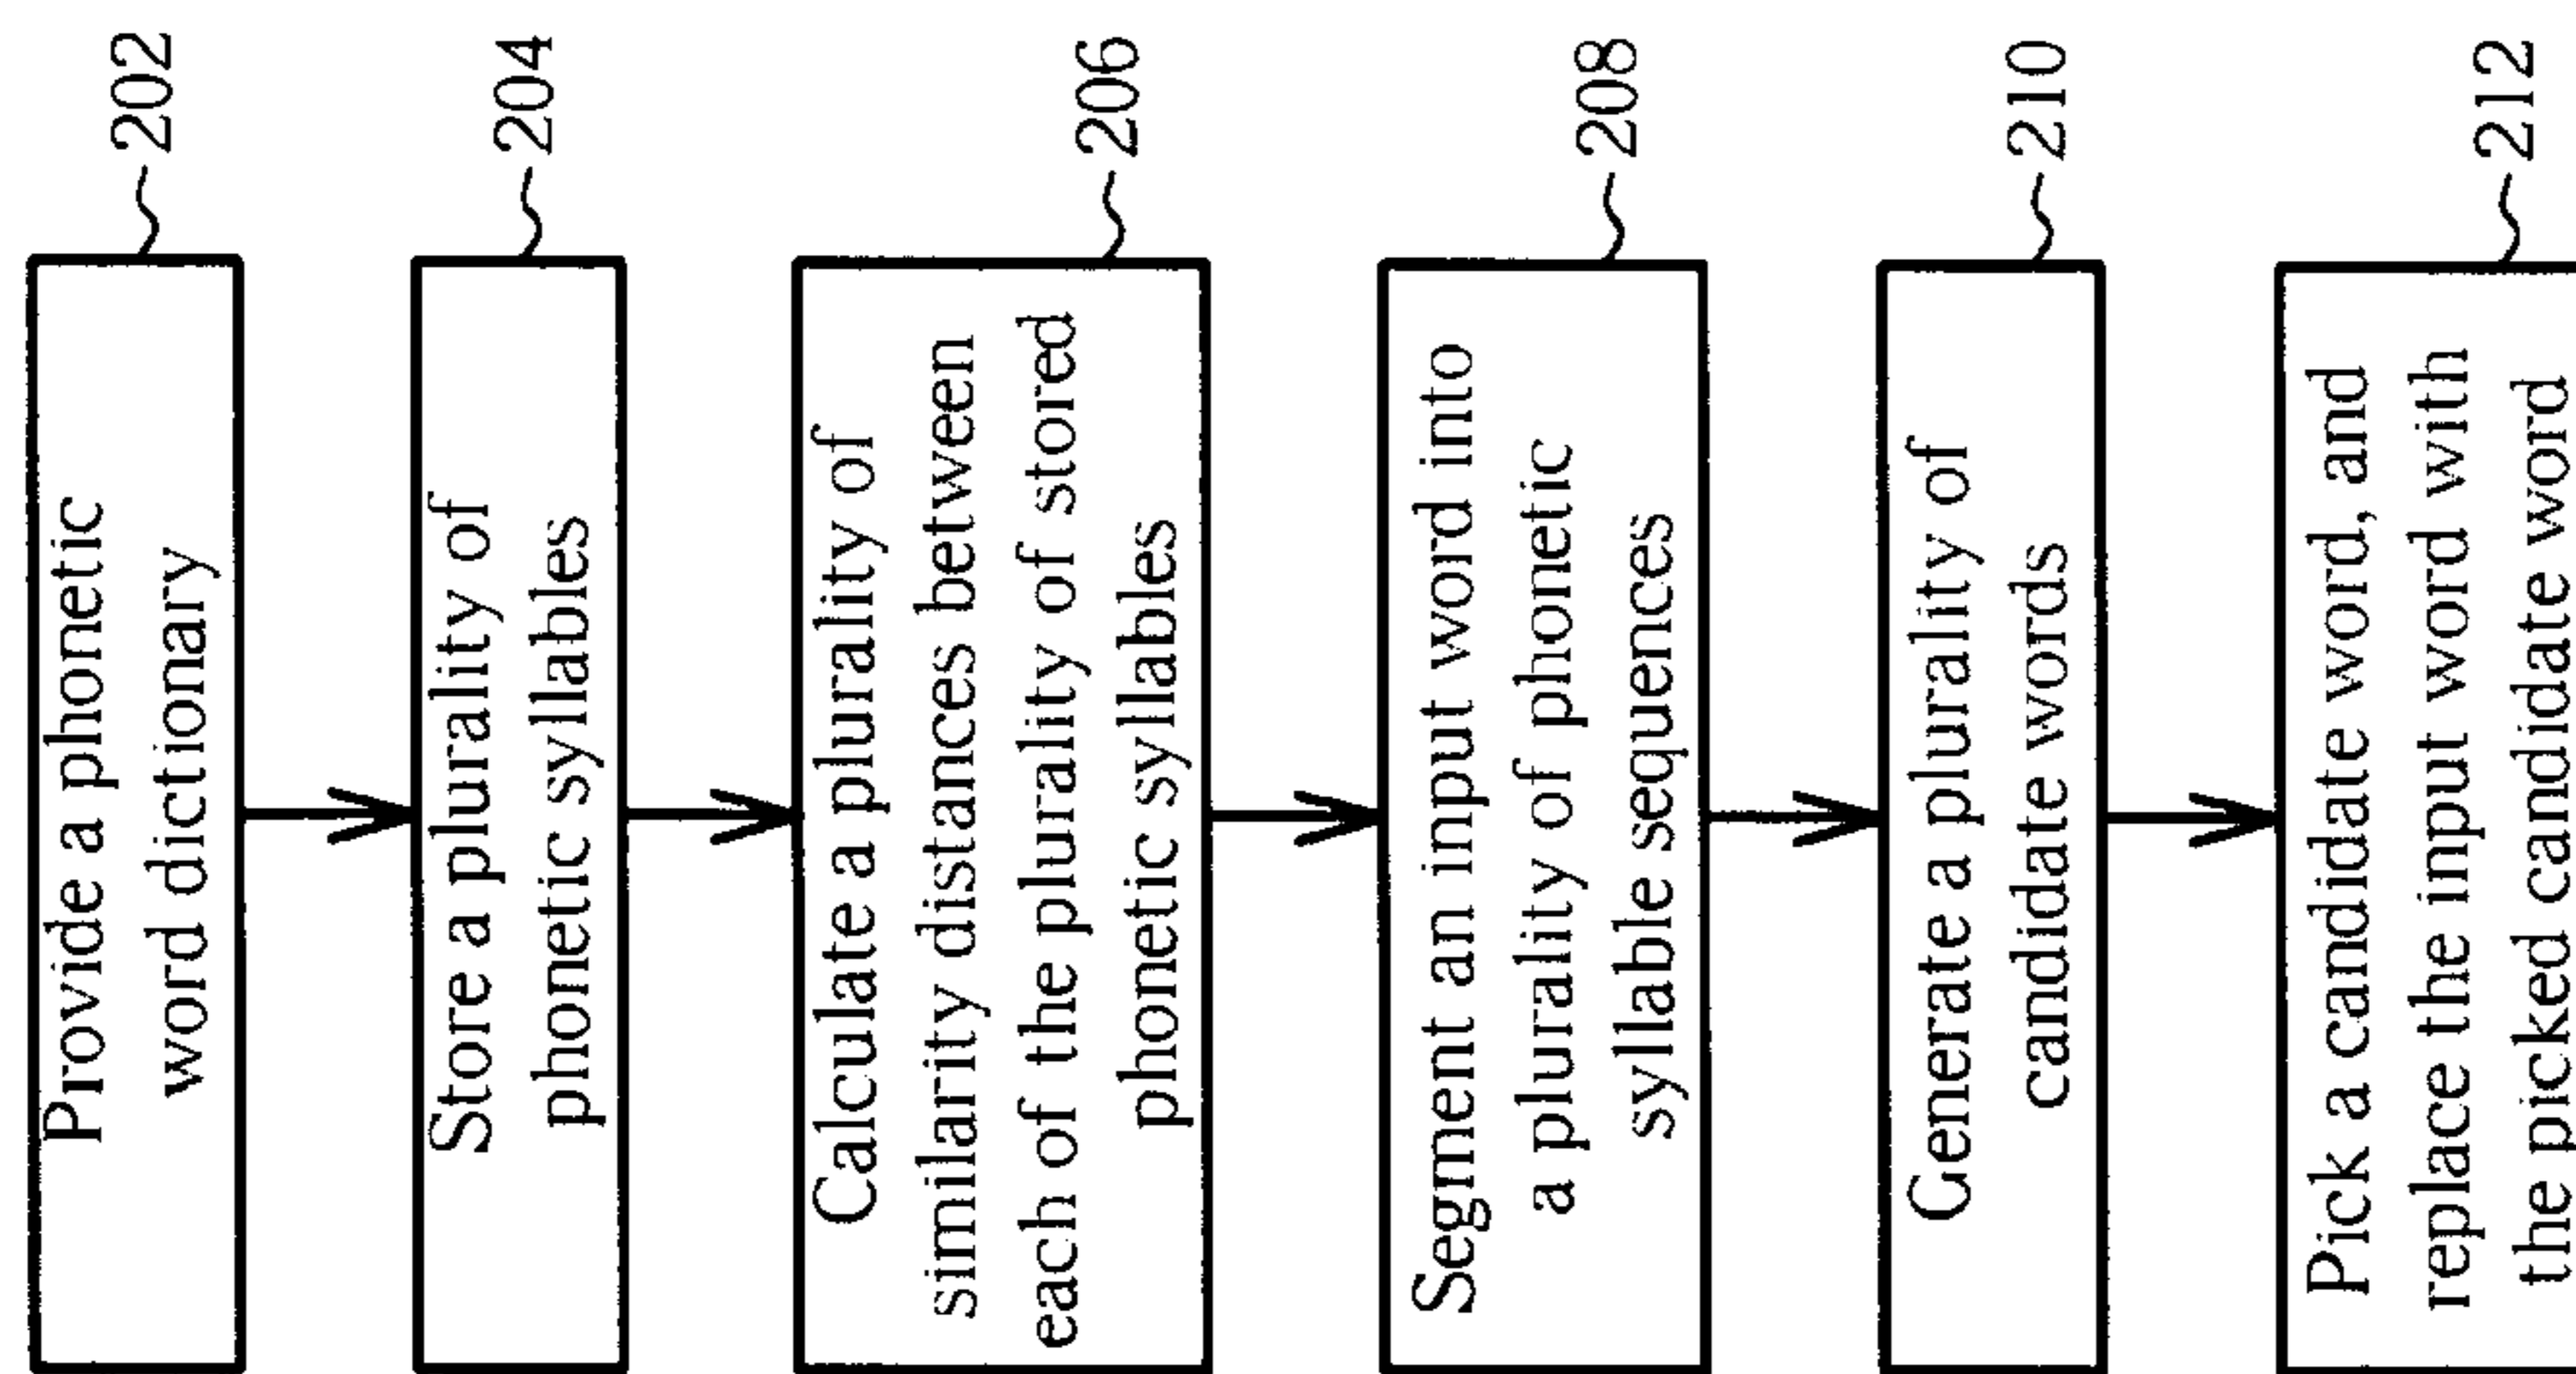 Provide a phonetic
word dictionary
202
Store a plurality of
phonetic syllables
204
Calculate a plurality of
similarity distances between
each of the plurality of stored
phonetic syllables
206
Segment an input word into
a plurality of phonetic
syllable sequences
208
Generate a plurality of
candidate words
210
Pick a candidate word, and
replace the input word with
the picked candidate word
212